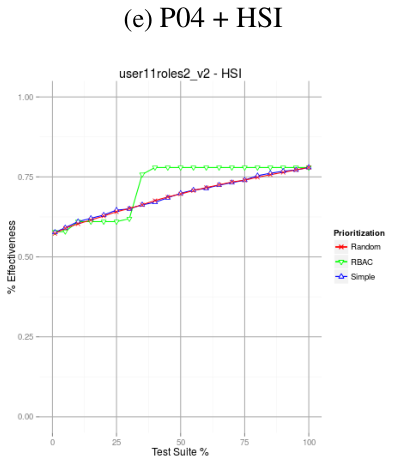 (e) P04 + HSI
user11roles2_v2 - HSI
1.00
0.75
0.50
0.25
0.00
% Effectiveness
0 25 50 75 100
Test Suite %
Prioritization
Random
RBAC
Simple